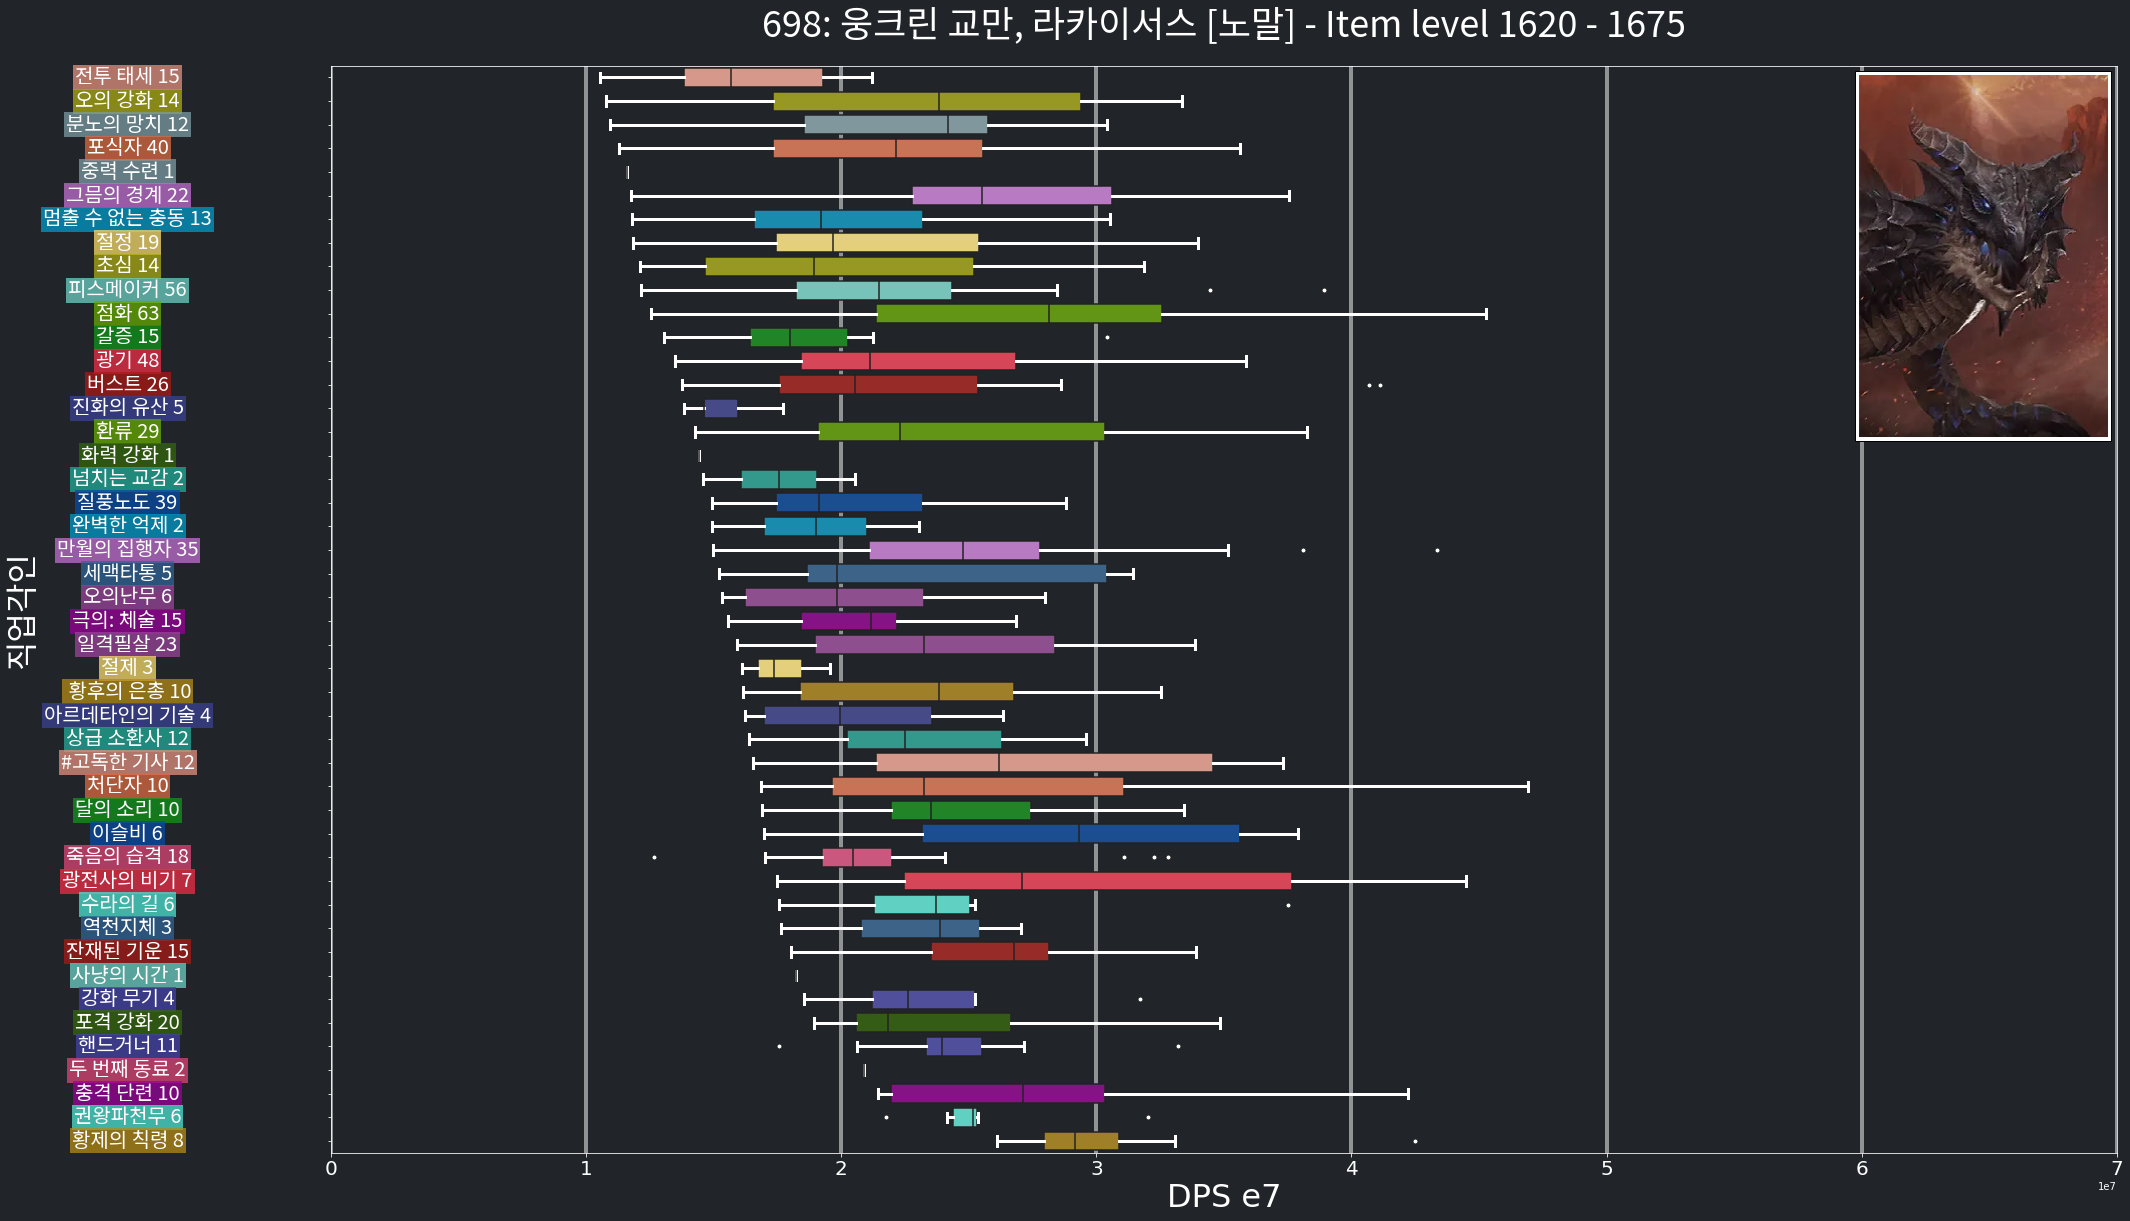 698: 웅크린 교만, 라카이서스 [노말] - Item level 1620 - 1675
전투 태세 15
오의 강화 14
분노의 망치 12
포식자 40
중력 수련 1
그믐의 경계 22
멈출 수 없는 충동 13
절정 19
초심 14
피스메이커 56
점화 63
갈증 15
광기 48
버스트 26
진화의 유산 5
환류 29
화력 강화 1
넘치는 교감 2
질풍노도 39
완벽한 억제 2
만월의 집행자 35
세맥타통 5
오의난무 6
극의: 체술 15
일격필살 23
절제 3
황후의 은총 10
아르데타인의 기술 4
상급 소환사 12
#고독한 기사 12
처단자 10
달의 소리 10
이슬비 6
죽음의 습격 18
광전사의 비기 7
수라의 길 6
역천지체 3
잔재된 기운 15
사냥의 시간 1
강화 무기 4
포격 강화 20
핸드거너 11
두 번째 동료 2
충격 단련 10
권왕파천무 6
황제의 칙령 8
직업각인
0 1 2 3 4 5 6 7
1e7
DPS e7